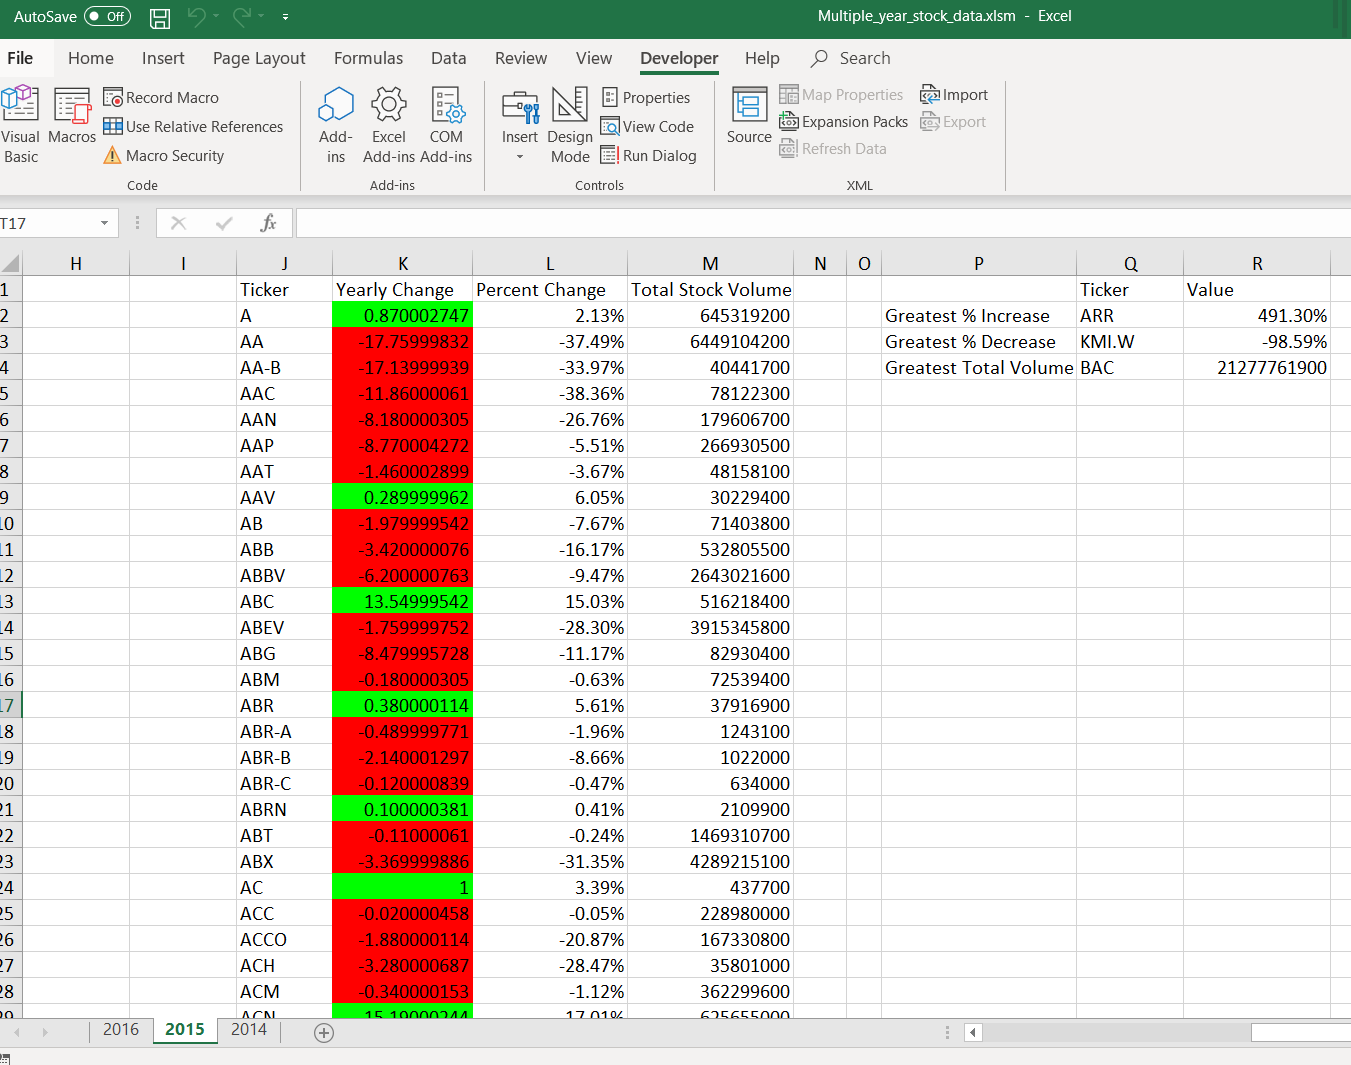 AutoSave Off Multiple_year_stock_data.xlsm - Excel
File Home Insert Page Layout Formulas Data Review View Developer Help Search
Visual Basic
Macros
Record Macro
Use Relative References
Macro Security
Code
Add-ins
Excel Add-ins
COM Add-ins
Add-ins
Insert
Design Mode
Properties
View Code
Run Dialog
Controls
Source
Map Properties
Expansion Packs
Refresh Data
Import
Export
XML
T17 fx
H I J K L M N O P Q R
1 Ticker Yearly Change Percent Change Total Stock Volume Ticker Value
2 A 0.870002747 2.13% 645319200 Greatest % Increase ARR 491.30%
3 AA -17.75999832 -37.49% 6449104200 Greatest % Decrease KMI.W -98.59%
4 AA-B -17.13999939 -33.97% 40441700 Greatest Total Volume BAC 21277761900
5 AAC -11.86000061 -38.36% 78122300
6 AAN -8.180000305 -26.76% 179606700
7 AAP -8.770004272 -5.51% 266930500
8 AAT -1.460002899 -3.67% 48158100
9 AAV 0.289999962 6.05% 30229400
10 AB -1.979999542 -7.67% 71403800
11 ABB -3.420000076 -16.17% 532805500
12 ABBV -6.200000763 -9.47% 2643021600
13 ABC 13.54999542 15.03% 516218400
14 ABEV -1.759999752 -28.30% 3915345800
15 ABG -8.479995728 -11.17% 82930400
16 ABM -0.180000305 -0.63% 72539400
17 ABR 0.380000114 5.61% 37916900
18 ABR-A -0.489999771 -1.96% 1243100
19 ABR-B -2.140001297 -8.66% 1022000
20 ABR-C -0.120000839 -0.47% 634000
21 ABRN 0.100000381 0.41% 2109900
22 ABT -0.11000061 -0.24% 1469310700
23 ABX -3.369999886 -31.35% 4289215100
24 AC 1 3.39% 437700
25 ACC -0.020000458 -0.05% 228980000
26 ACCO -1.880000114 -20.87% 167330800
27 ACH -3.280000687 -28.47% 35801000
28 ACM -0.340000153 -1.12% 362299600
29 ACN 15.19000244 17.01% 625655000
2016 2015 2014